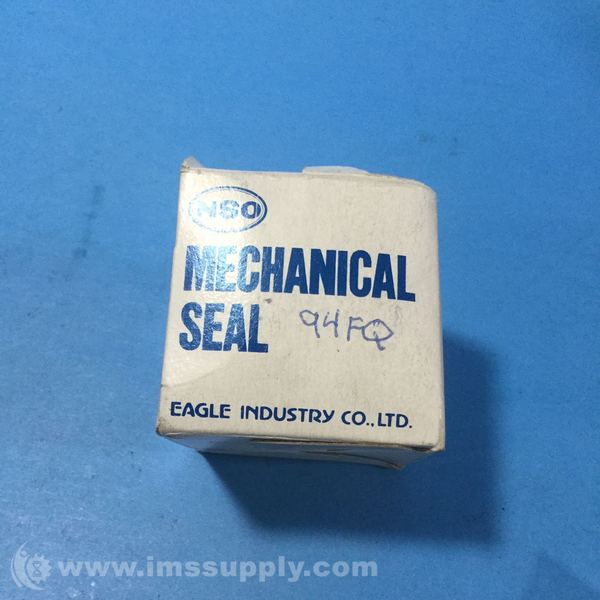 NSO
MECHANICAL
SEAL 94FQ
EAGLE INDUSTRY CO.,LTD.
www.imssupply.com